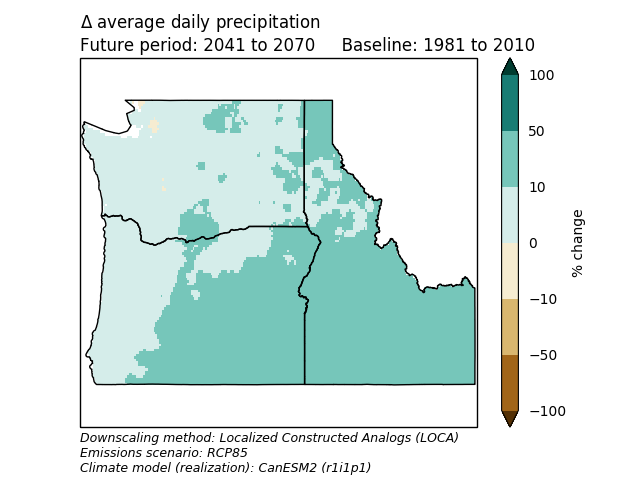 Δ average daily precipitation
Future period: 2041 to 2070     Baseline: 1981 to 2010
100
50
10
0
−10
−50
−100
% change
Downscaling method: Localized Constructed Analogs (LOCA)
Emissions scenario: RCP85
Climate model (realization): CanESM2 (r1i1p1)